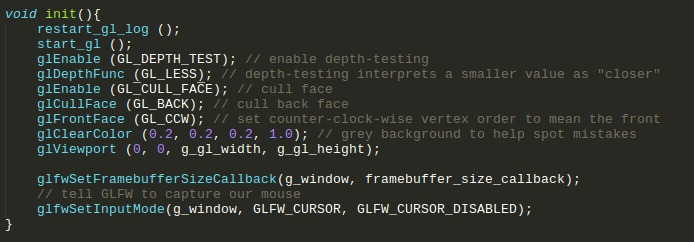 void init(){
restart_gl_log ();
start_gl ();
glEnable (GL_DEPTH_TEST); // enable depth-testing
glDepthFunc (GL_LESS); // depth-testing interprets a smaller value as "closer"
glEnable (GL_CULL_FACE); // cull face
glCullFace (GL_BACK); // cull back face
glFrontFace (GL_CCW); // set counter-clock-wise vertex order to mean the front
glClearColor (0.2, 0.2, 0.2, 1.0); // grey background to help spot mistakes
glViewport (0, 0, g_gl_width, g_gl_height);
glfwSetFramebufferSizeCallback(g_window, framebuffer_size_callback);
// tell GLFW to capture our mouse
glfwSetInputMode(g_window, GLFW_CURSOR, GLFW_CURSOR_DISABLED);
}